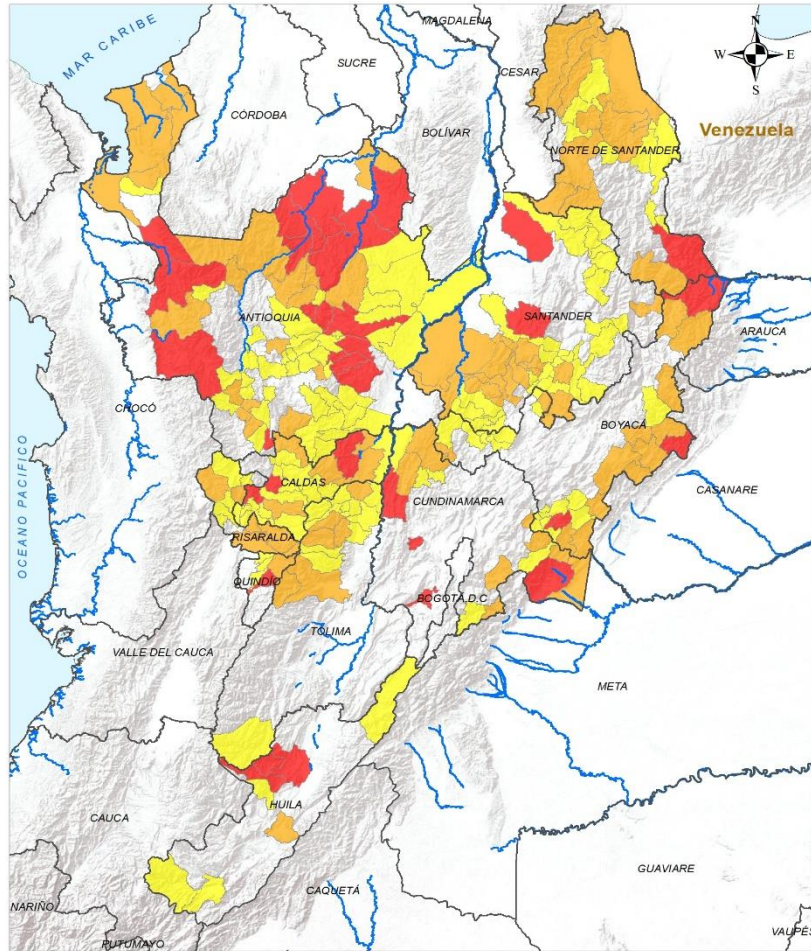 MAGDALENA
MAR CARIBE
SUCRE
CESAR
N
W E
S
CÓRDOBA
BOLÍVAR
Venezuela
NORTE DE SANTANDER
ANTIOQUIA
SANTANDER
ARAUCA
CHOCÓ
BOYACÁ
OCEANO PACIFICO
CALDAS
CUNDINAMARCA
CASANARE
RISARALDA
QUINDÍO
BOGOTÁ D.C
TOLIMA
VALLE DEL CAUCA
META
HUILA
CAUCA
GUAVIARE
CAQUETÁ
NARIÑO
PUTUMAYO
VAUPE